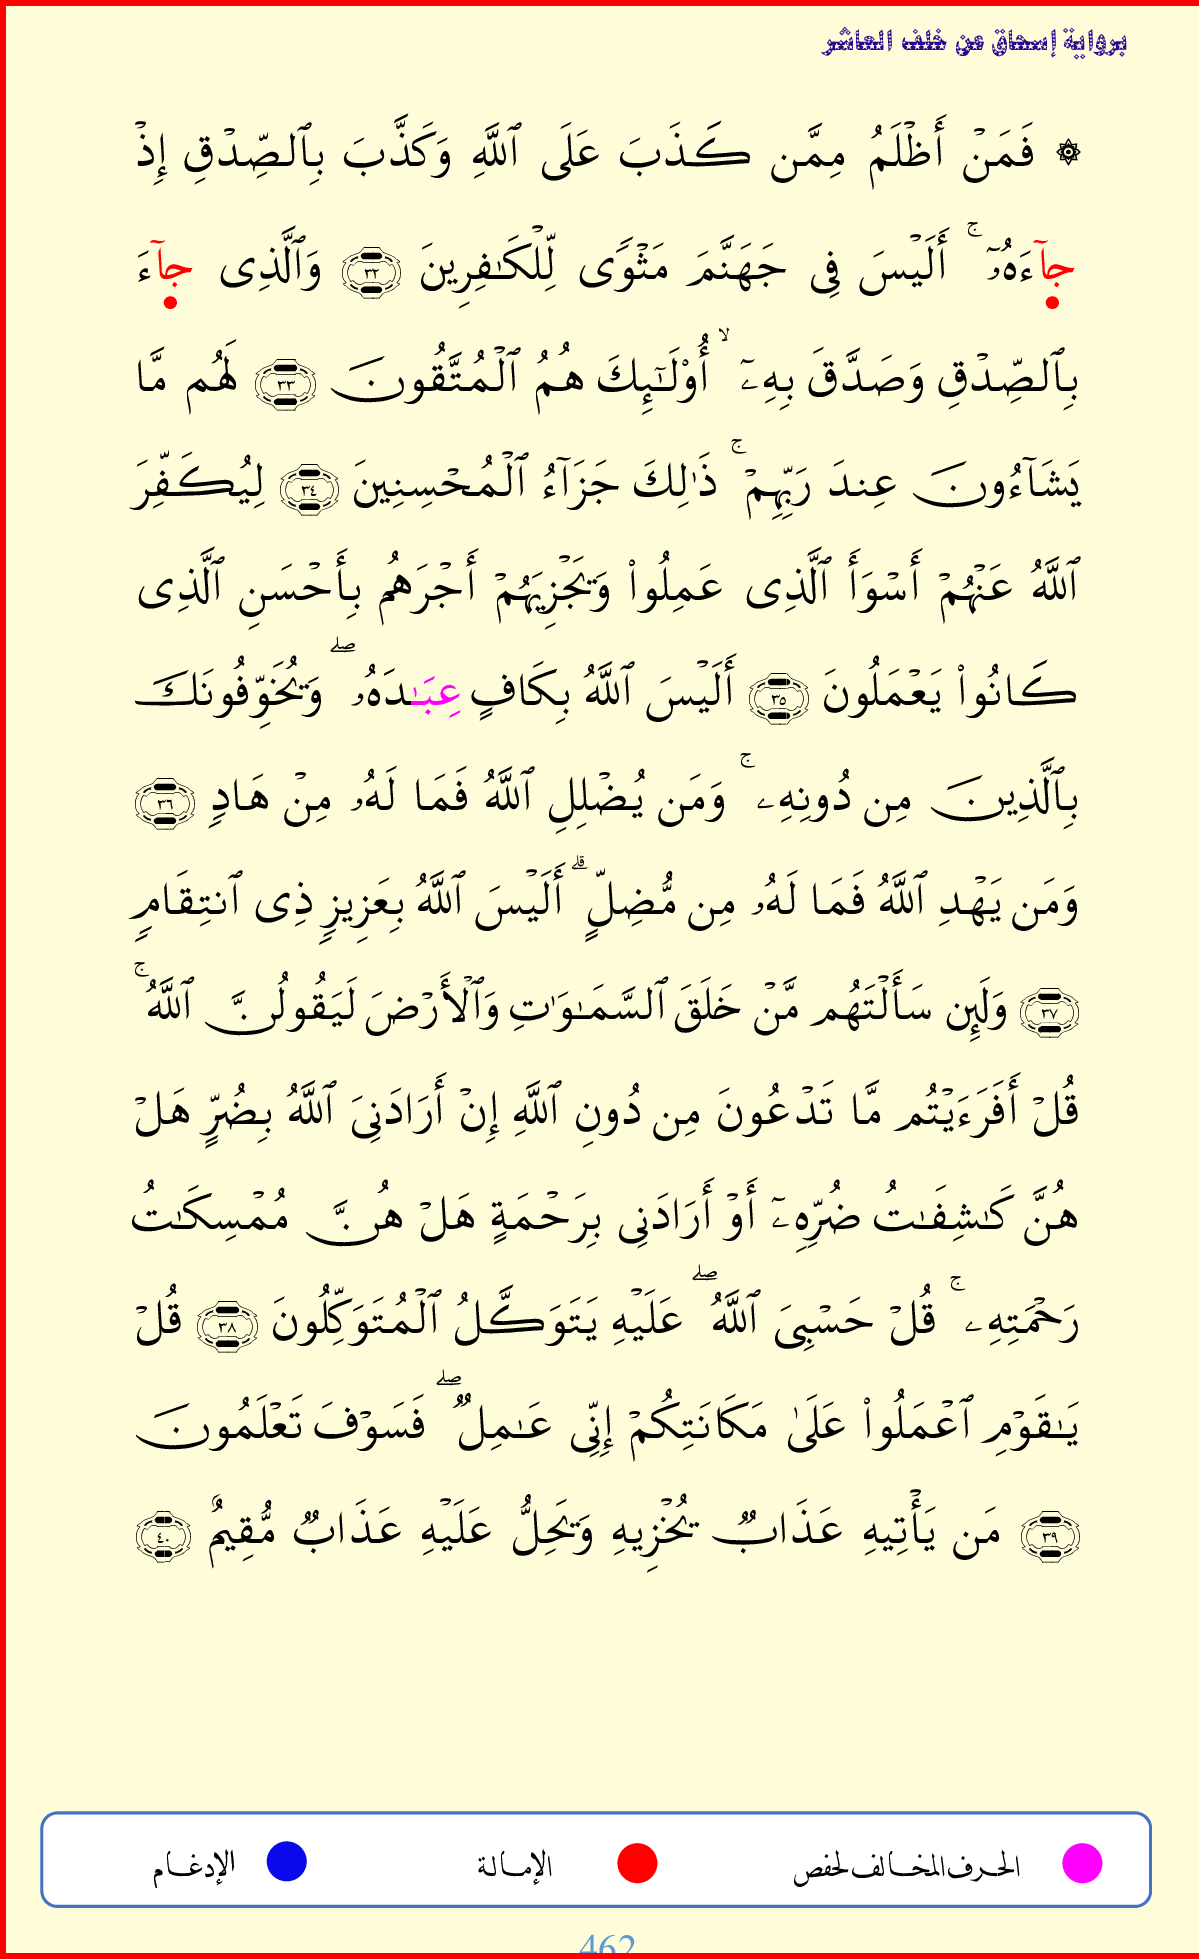 برواية إسحاق عن خلف العاشر
۞ فَمَنۡ أَظۡلَمُ مِمَّن كَذَبَ عَلَى ٱللَّهِ وَكَذَّبَ بِٱلصِّدۡقِ إِذۡ
جَآءَهُۥٓۚ أَلَيۡسَ فِى جَهَنَّمَ مَثۡوًى لِّلۡكَٰفِرِينَ ٣٢ وَٱلَّذِى جَآءَ
بِٱلصِّدۡقِ وَصَدَّقَ بِهِۦٓۙ أُوْلَٰٓئِكَ هُمُ ٱلۡمُتَّقُونَ ٣٣ لَهُم مَّا
يَشَآءُونَ عِندَ رَبِّهِمۡۚ ذَٰلِكَ جَزَآءُ ٱلۡمُحۡسِنِينَ ٣٤ لِيُكَفِّرَ
ٱللَّهُ عَنۡهُمۡ أَسۡوَأَ ٱلَّذِى عَمِلُواْ وَيَجۡزِيَهُمۡ أَجۡرَهُم بِأَحۡسَنِ ٱلَّذِى
كَانُواْ يَعۡمَلُونَ ٣٥ أَلَيۡسَ ٱللَّهُ بِكَافٍ عِبَٰدَهُۥۖ وَيُخَوِّفُونَكَ
بِٱلَّذِينَ مِن دُونِهِۦۚ وَمَن يُضۡلِلِ ٱللَّهُ فَمَا لَهُۥ مِنۡ هَادٍ ٣٦
وَمَن يَهۡدِ ٱللَّهُ فَمَا لَهُۥ مِن مُّضِلٍّۗ أَلَيۡسَ ٱللَّهُ بِعَزِيزٍ ذِى ٱنتِقَامٍ
٣٧ وَلَئِن سَأَلۡتَهُم مَّنۡ خَلَقَ ٱلسَّمَٰوَٰتِ وَٱلۡأَرۡضَ لَيَقُولُنَّ ٱللَّهُۚ
قُلۡ أَفَرَءَيۡتُم مَّا تَدۡعُونَ مِن دُونِ ٱللَّهِ إِنۡ أَرَادَنِىَ ٱللَّهُ بِضُرٍّ هَلۡ
هُنَّ كَٰشِفَٰتُ ضُرِّهِۦٓ أَوۡ أَرَادَنِى بِرَحۡمَةٍ هَلۡ هُنَّ مُمۡسِكَٰتُ
رَحۡمَتِهِۦۚ قُلۡ حَسۡبِىَ ٱللَّهُۖ عَلَيۡهِ يَتَوَكَّلُ ٱلۡمُتَوَكِّلُونَ ٣٨ قُلۡ
يَٰقَوۡمِ ٱعۡمَلُواْ عَلَىٰ مَكَانَتِكُمۡ إِنِّى عَٰمِلٌۖ فَسَوۡفَ تَعۡلَمُونَ
٣٩ مَن يَأۡتِيهِ عَذَابٌ يُخۡزِيهِ وَيَحِلُّ عَلَيۡهِ عَذَابٌ مُّقِيمٌ ٤٠
الحرف المخالف لحفص الإمالة الإدغام
462